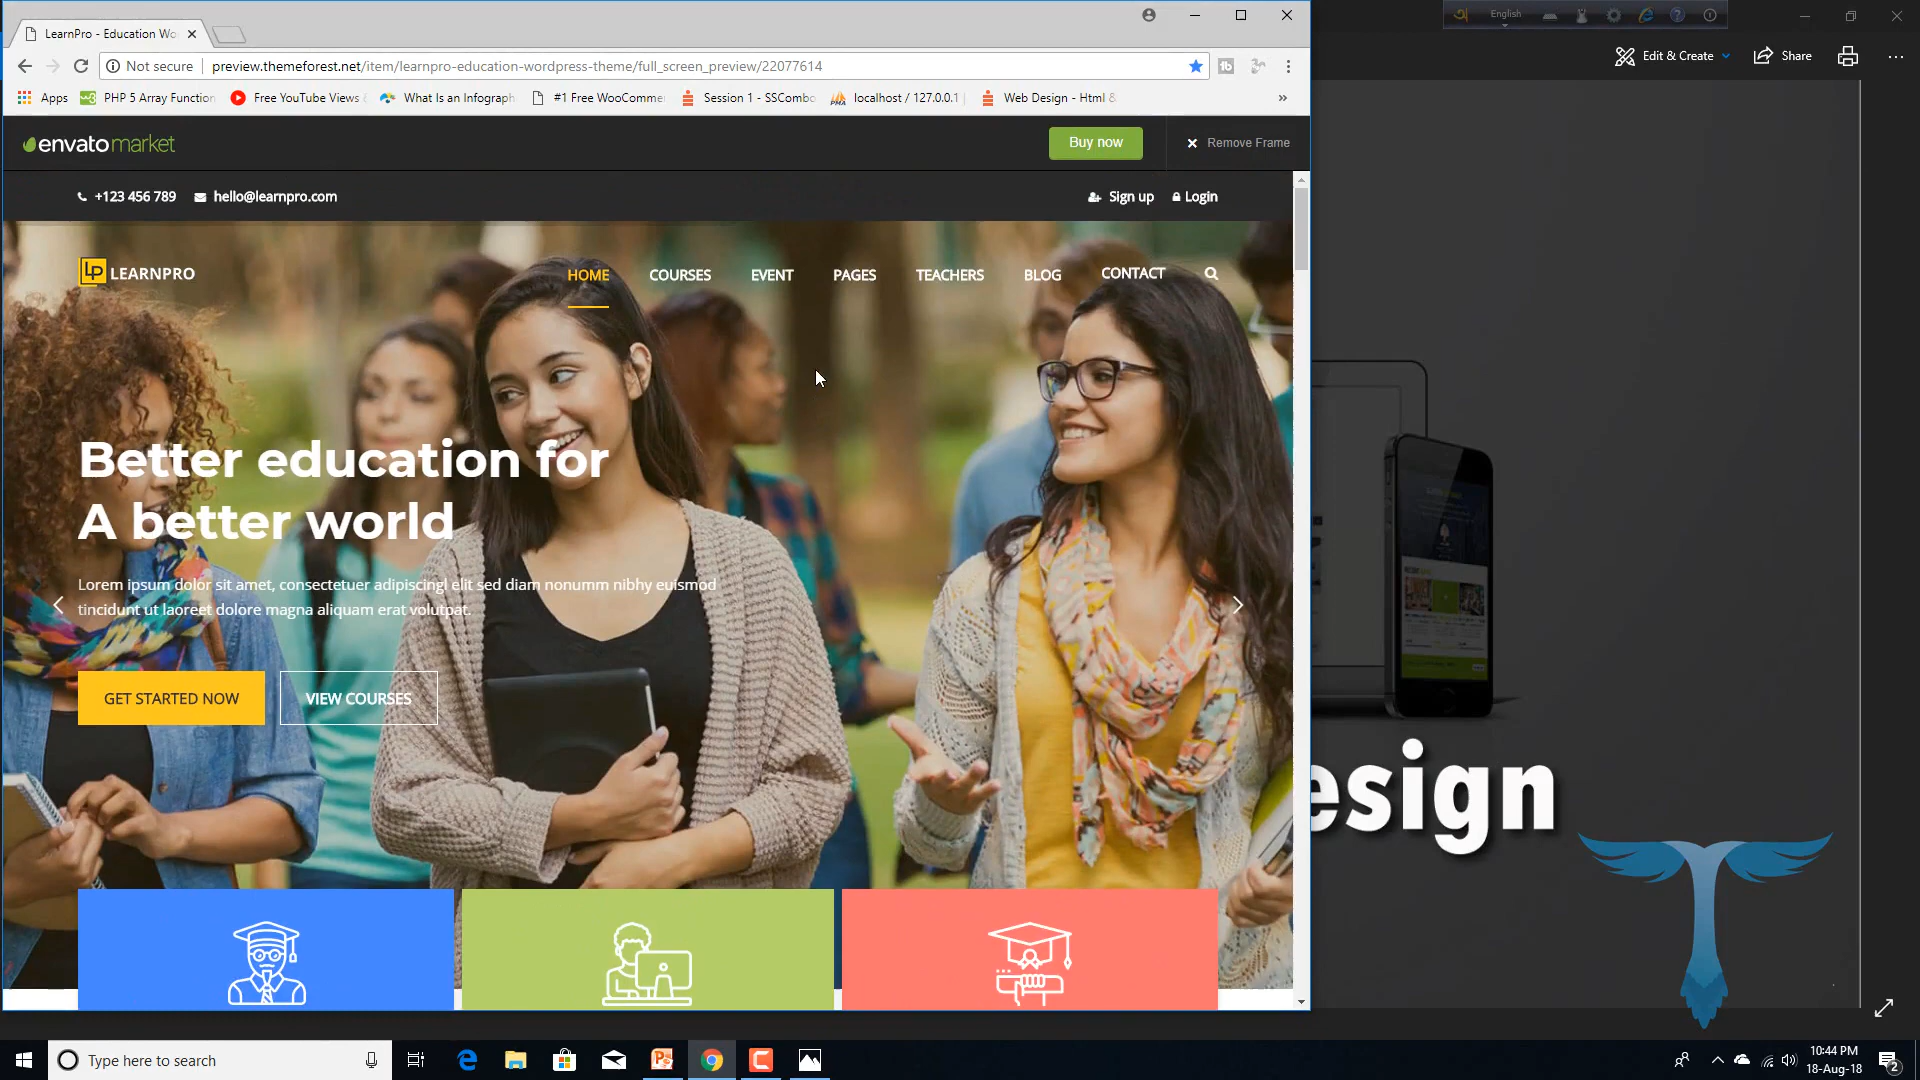 LearnPro - Education Wo
English
Not secure
preview.themeforest.net/item/learnpro-education-wordpress-theme/full_screen_preview/22077614
Edit & Create
Share
Apps
PHP 5 Array Function
Free YouTube Views
What Is an Infograph
#1 Free WooComme
Session 1 - SSCombo
localhost / 127.0.0.1
Web Design - Html &
envato market
Buy now
Remove Frame
+123 456 789
hello@learnpro.com
Sign up
Login
LP LEARNPRO
HOME
COURSES
EVENT
PAGES
TEACHERS
BLOG
CONTACT
Better education for
A better world
Lorem ipsum dolor sit amet, consectetuer adipiscingl elit sed diam nonumm nibhy euismod
tincidunt ut laoreet dolore magna aliquam erat volutpat.
GET STARTED NOW
VIEW COURSES
esign
Type here to search
10:44 PM
18-Aug-18
2